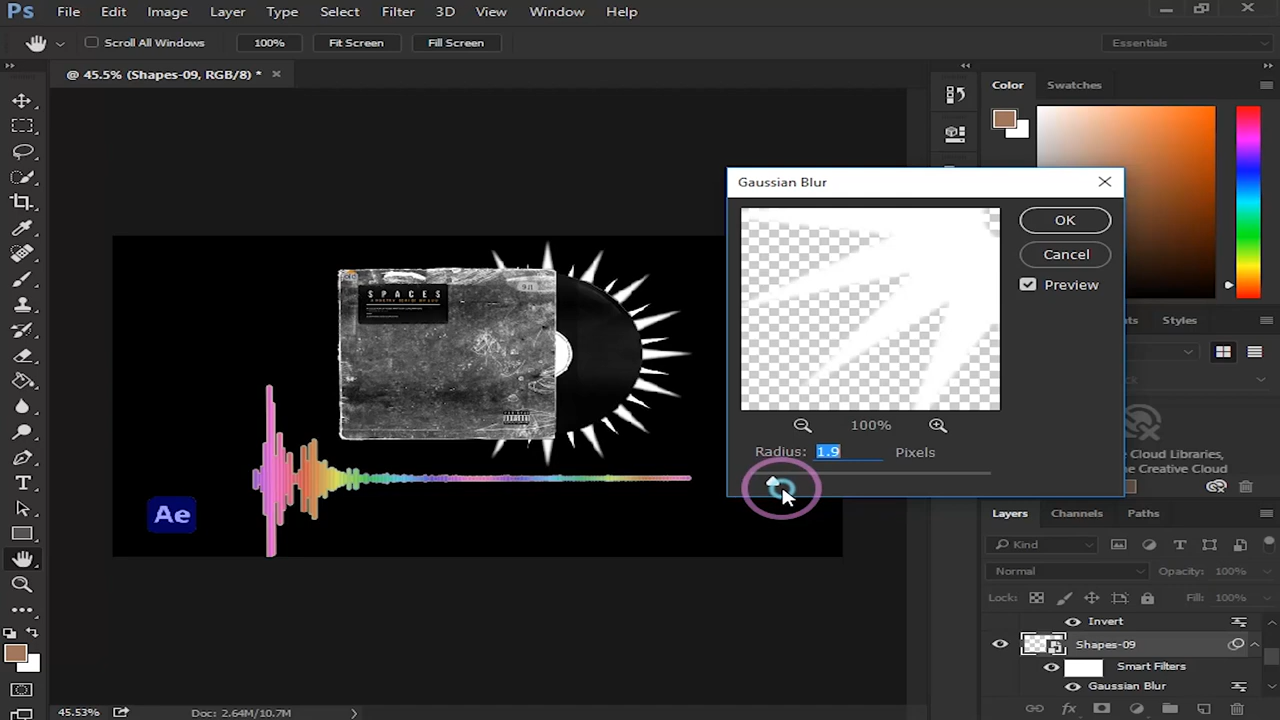 Ps File Edit Image Layer Type Select Filter 3D View Window Help
Scroll All Windows 100% Fit Screen Fill Screen Essentials
@ 45.5% (Shapes-09, RGB/8) *
Color Swatches
Gaussian Blur
OK
Cancel
Preview
100%
Radius: 1.9 Pixels
Styles
Cloud Libraries,
Creative Cloud
SPACES
Ae
Layers Channels Paths
Kind
Normal Opacity: 100%
Lock: Fill: 100%
Invert
Shapes-09
Smart Filters
Gaussian Blur
45.53% Doc: 2.64M/10.7M